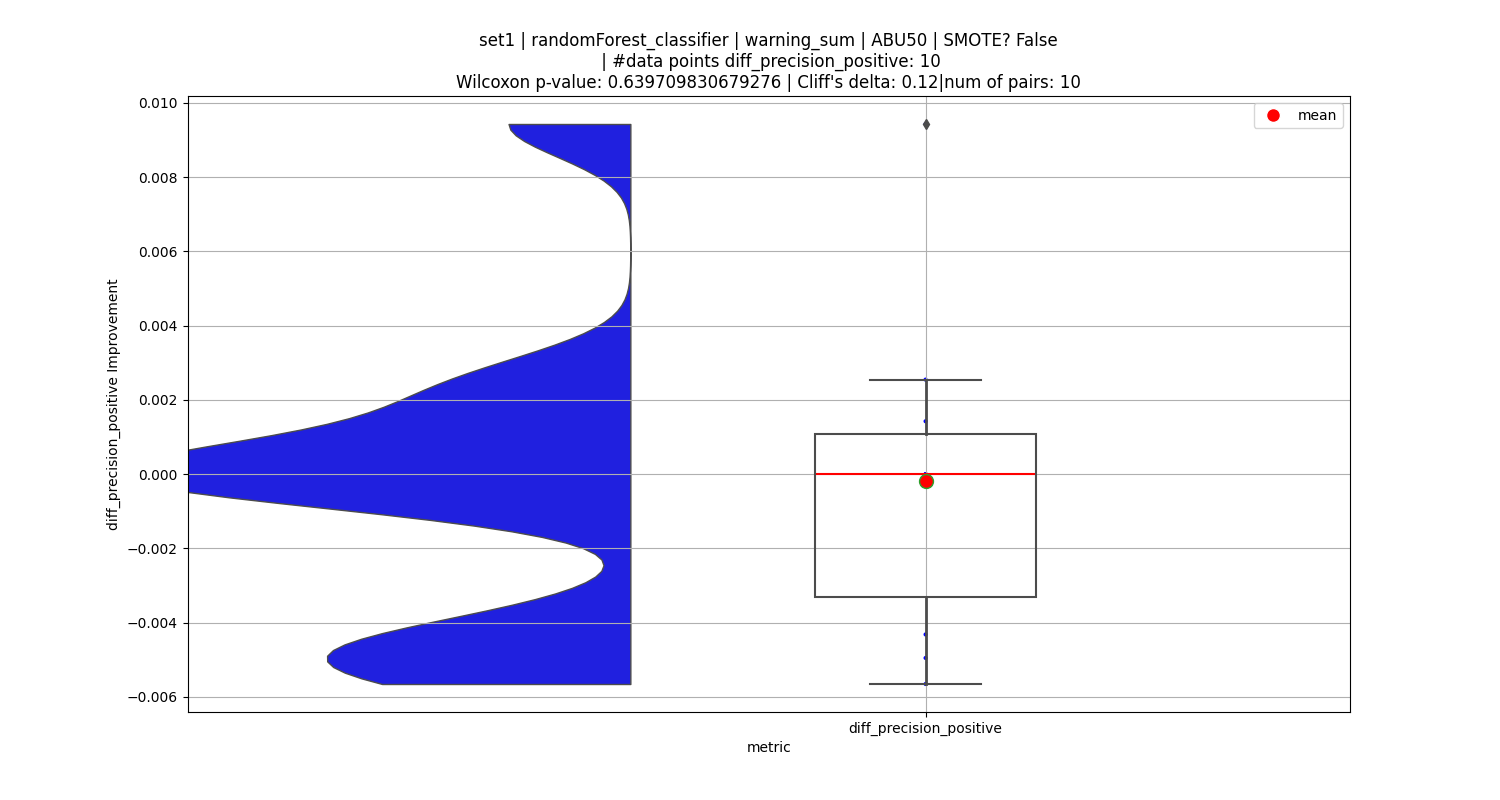 set1 | randomForest_classifier | warning_sum | ABU50 | SMOTE? False
| #data points diff_precision_positive: 10
Wilcoxon p-value: 0.639709830679276 | Cliff's delta: 0.12|num of pairs: 10
mean
0.010
0.008
0.006
0.004
0.002
0.000
−0.002
−0.004
−0.006
diff_precision_positive Improvement
diff_precision_positive
metric